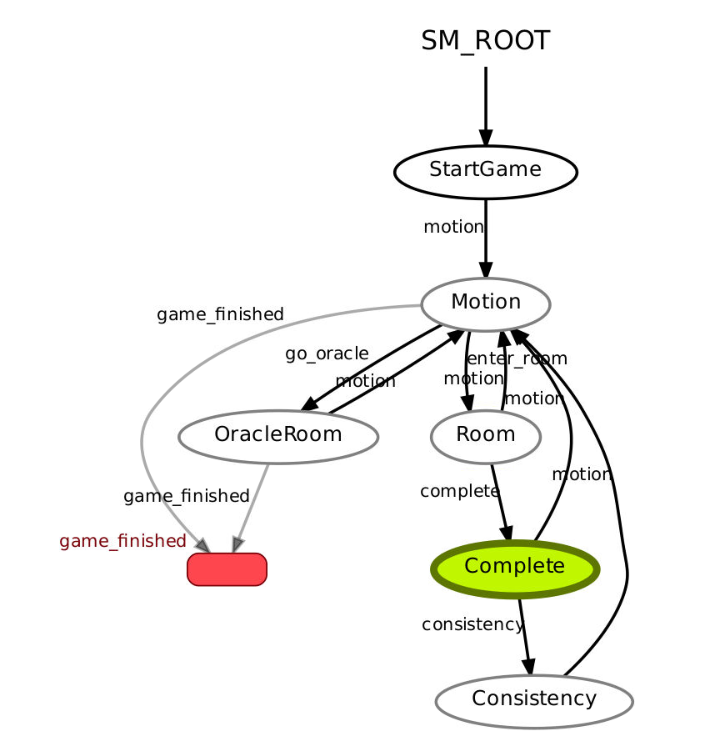 SM_ROOT
StartGame
motion
Motion
game_finished
go_oracle
enter_room
motion
motion
motion
OracleRoom
Room
motion
complete
game_finished
game_finished
Complete
consistency
Consistency